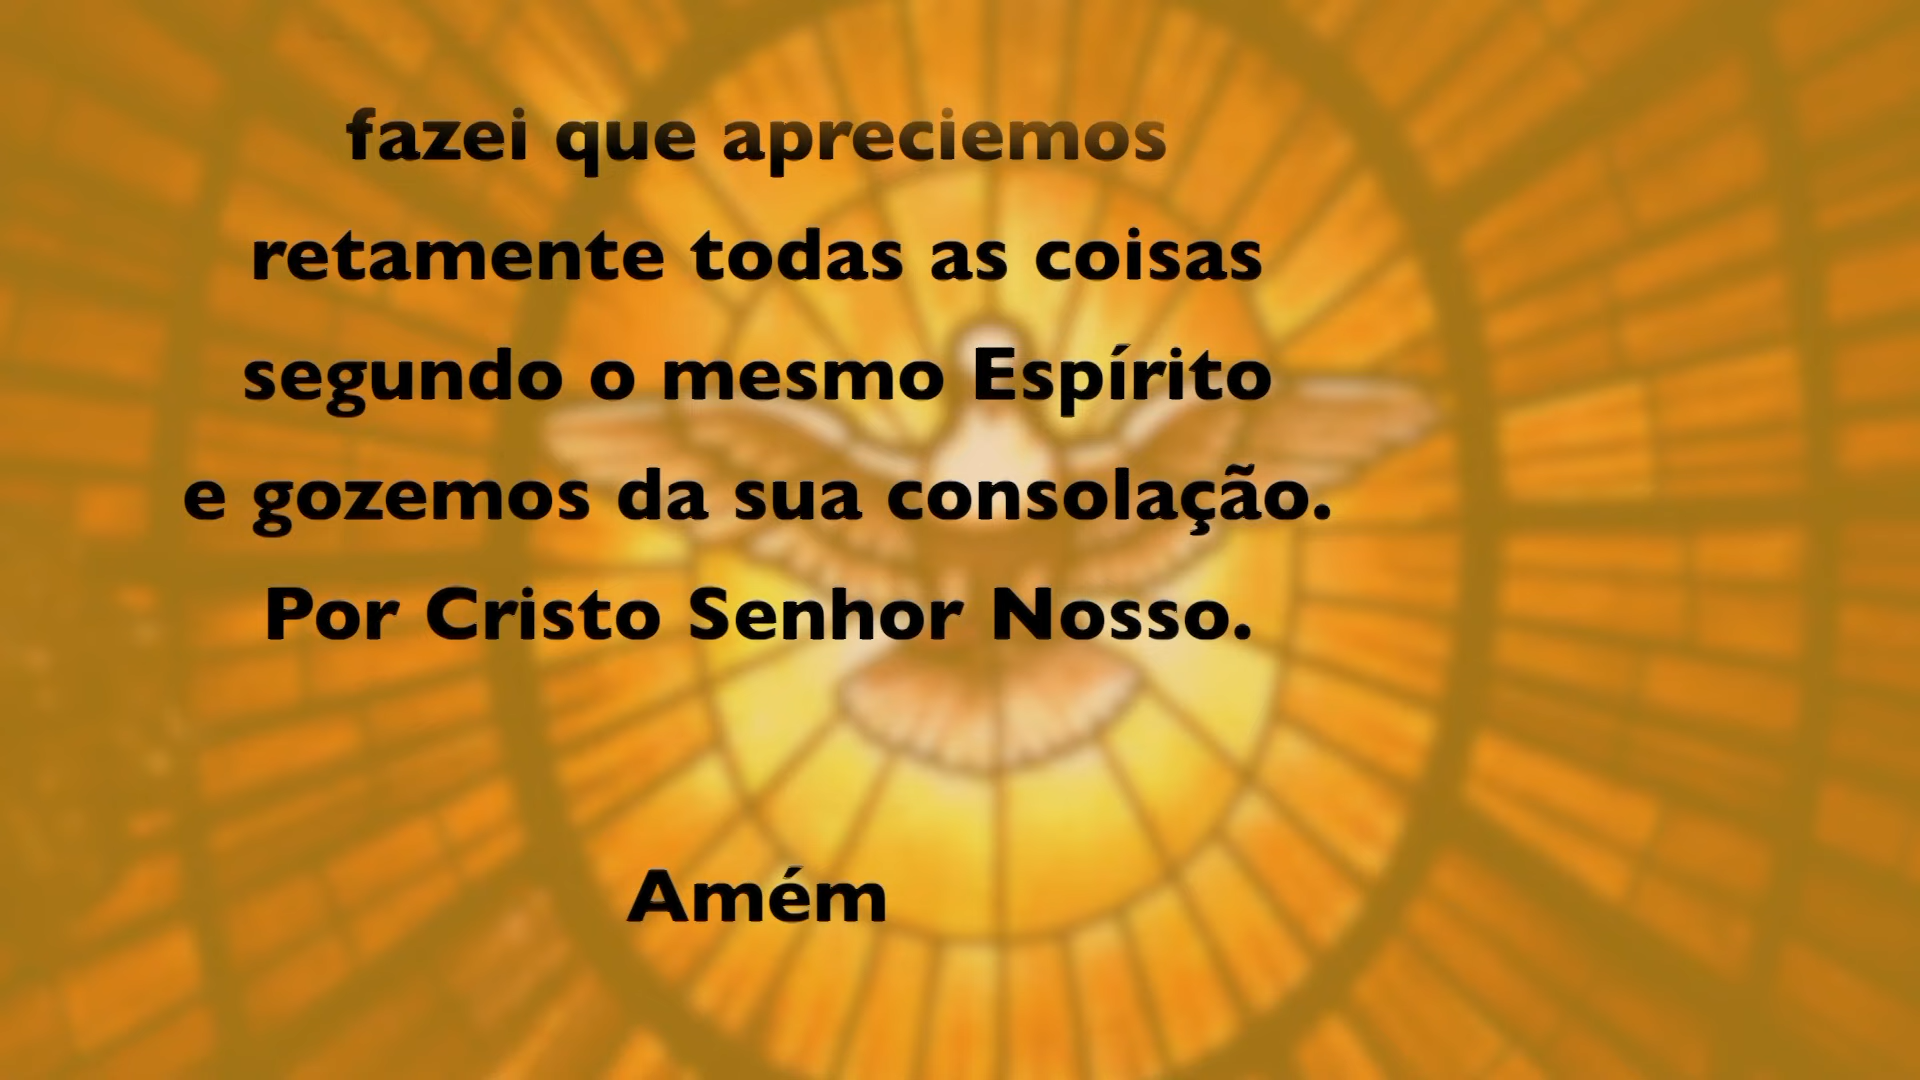 fazei que apreciemos
retamente todas as coisas
segundo o mesmo Espírito
e gozemos da sua consolação.
Por Cristo Senhor Nosso.
Amém